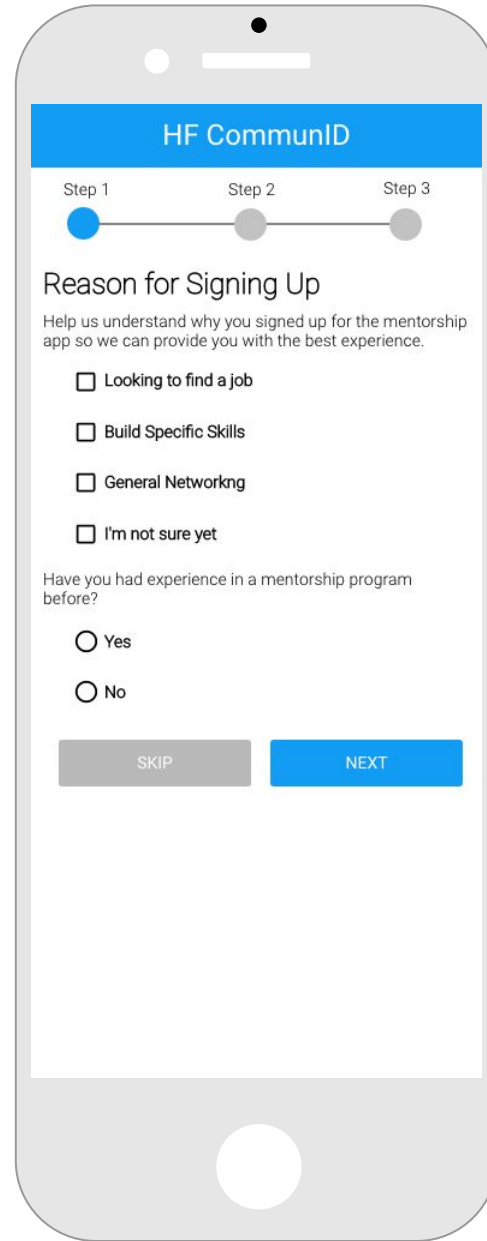 HF CommunID
Step 1 Step 2 Step 3
Reason for Signing Up
Help us understand why you signed up for the mentorship
app so we can provide you with the best experience.
Looking to find a job
Build Specific Skills
General Networkng
I'm not sure yet
Have you had experience in a mentorship program
before?
Yes
No
SKIP NEXT